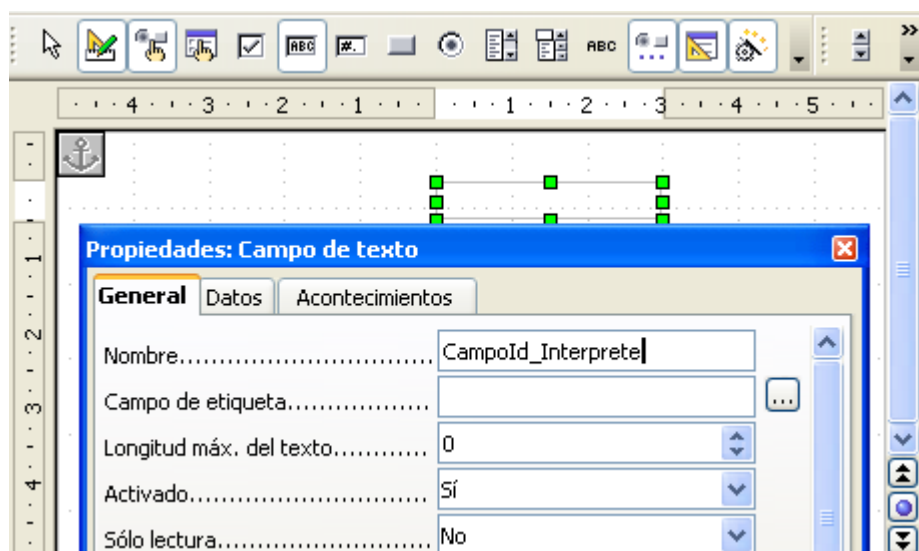 ABC #. ABC »
4 · 3 · 2 · 1 · 1 · 2 · 3 · 4 · 5
Propiedades: Campo de texto
General Datos Acontecimientos
Nombre.............................. CampoId_Interprete
Campo de etiqueta.................. ...
Longitud máx. del texto............ 0
Activado............................ Sí
Sólo lectura......................... No
1
2
3
4